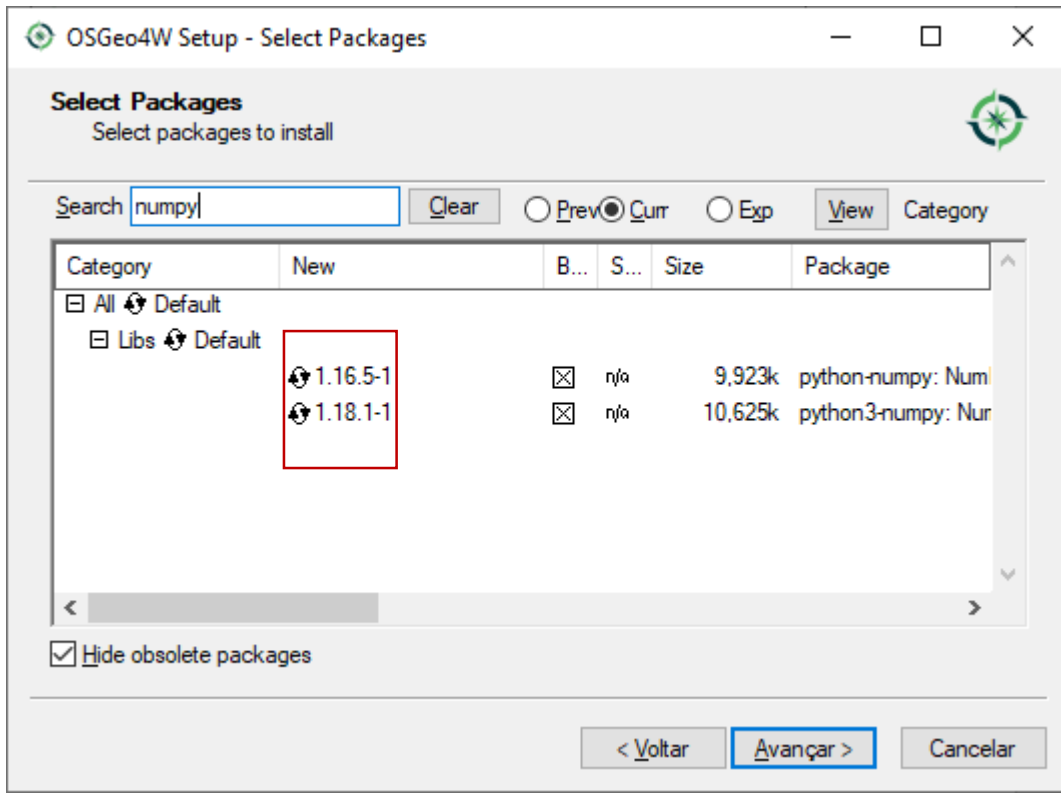 OSGeo4W Setup - Select Packages
Select Packages
Select packages to install
Search numpy Clear Prev Curr Exp View Category
Category New B... S... Size Package
All Default
Libs Default
1.16.5-1 n/a 9,923k python-numpy: Num
1.18.1-1 n/a 10,625k python3-numpy: Nur
Hide obsolete packages
< Voltar Avançar > Cancelar